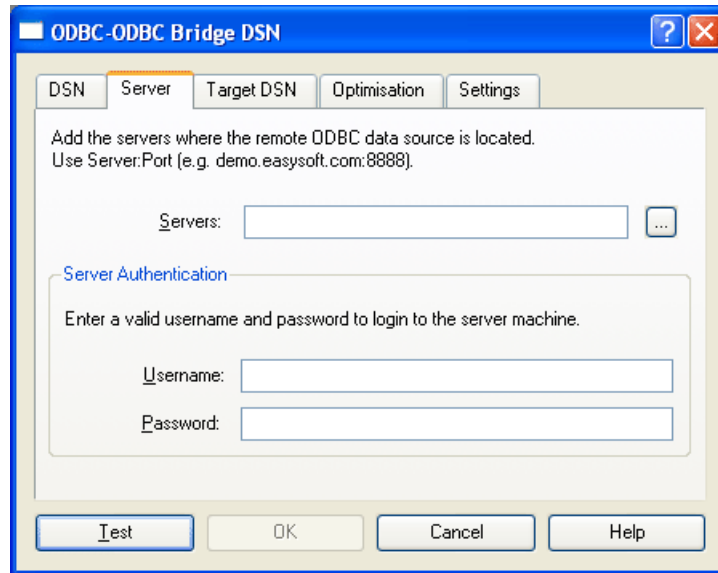 ODBC-ODBC Bridge DSN
DSN Server Target DSN Optimisation Settings
Add the servers where the remote ODBC data source is located.
Use Server:Port (e.g. demo.easysoft.com:8888).
Servers: ...
Server Authentication
Enter a valid username and password to login to the server machine.
Username:
Password:
Test OK Cancel Help